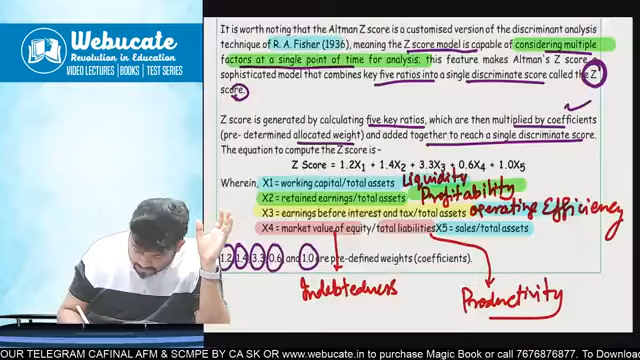 Webucate
Revolution in Education
VIDEO LECTURES | BOOKS | TEST SERIES
It is worth noting that the Altman Z score is a customised version of the discriminant analysis
technique of R. A. Fisher (1936), meaning the Z score model is capable of considering multiple
factors at a single point of time for analysis; this feature makes Altman's Z score a
sophisticated model that combines key five ratios into a single discriminate score called the Z
score.
Z score is generated by calculating five key ratios, which are then multiplied by coefficients
(pre- determined allocated weight) and added together to reach a single discriminate score.
The equation to compute the Z score is -
Z Score = 1.2X1 + 1.4X2 + 3.3X3 + 0.6X4 + 1.0X5
Wherein, X1= working capital/total assets Liquidity
X2 = retained earnings/total assets Profitability
X3 = earnings before interest and tax/total assets operating Efficiency
X4 = market value of equity/total liabilities X5 = sales/total assets
1.2 1.4 3.3 0.6 and 1.0 are pre-defined weights (coefficients).
Indebtedness
Productivity
OUR TELEGRAM CAFINAL AFM & SCMPE BY CA SK OR www.webucate.in to purchase Magic Book or Call 7676876877. To Enroll in